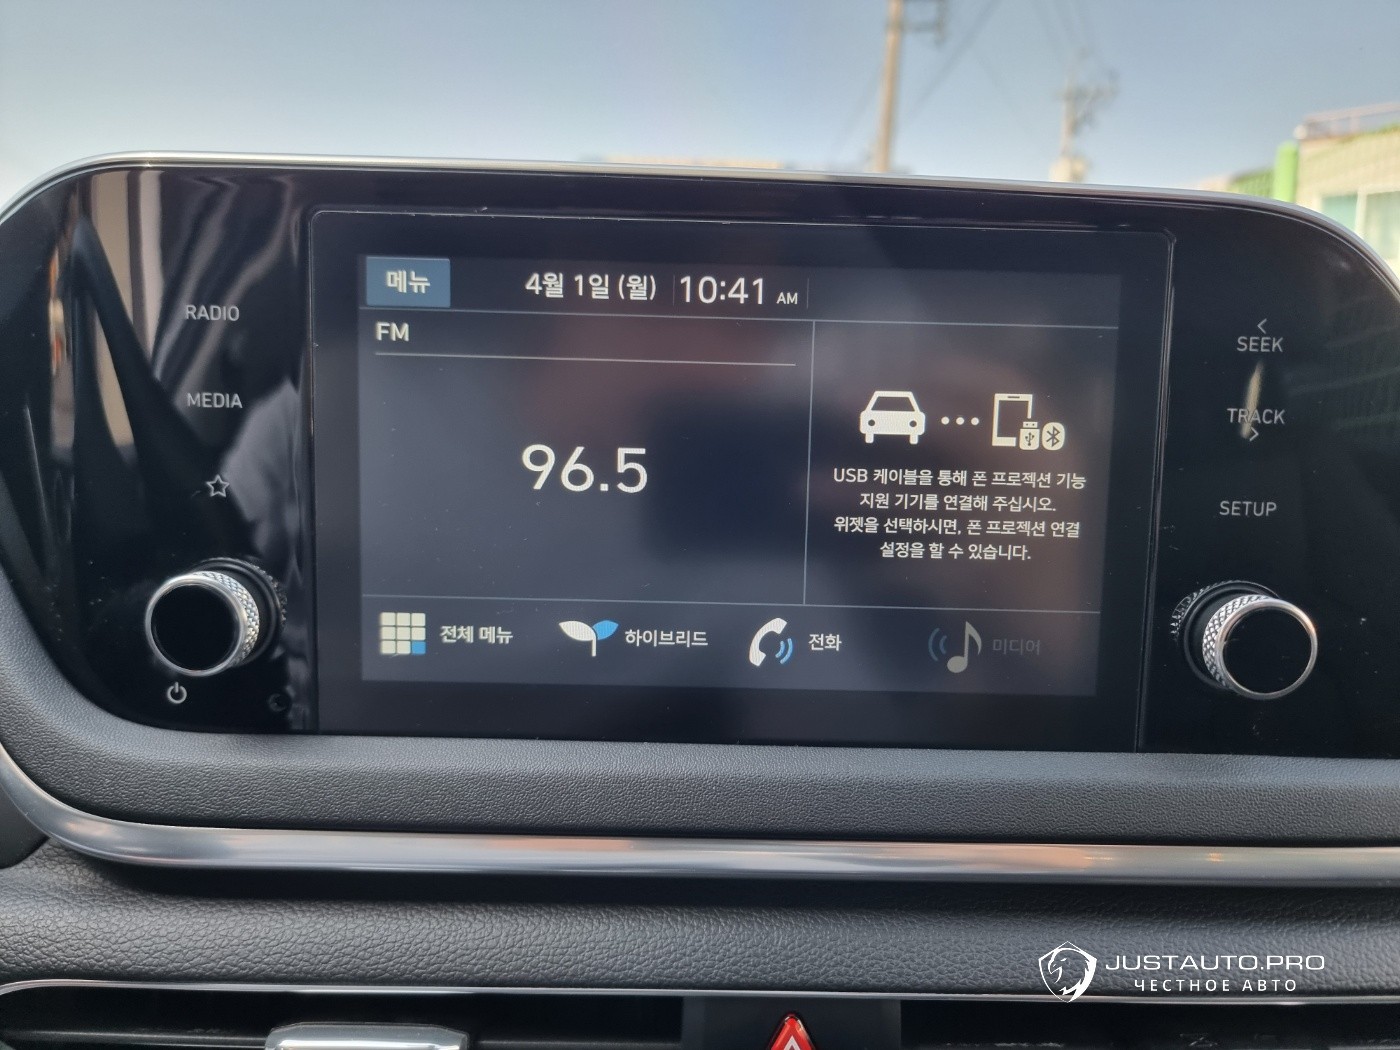 RADIO
MEDIA
메뉴
4월 1일 (월) 10:41 AM
FM
96.5
USB 케이블을 통해 폰 프로젝션 기능
지원 기기를 연결해 주십시오.
위젯을 선택하시면, 폰 프로젝션 연결
설정을 할 수 있습니다.
전체 메뉴
하이브리드
전화
미디어
SEEK
TRACK
SETUP
JUSTAUTO.PRO
ЧЕСТНОЕ АВТО